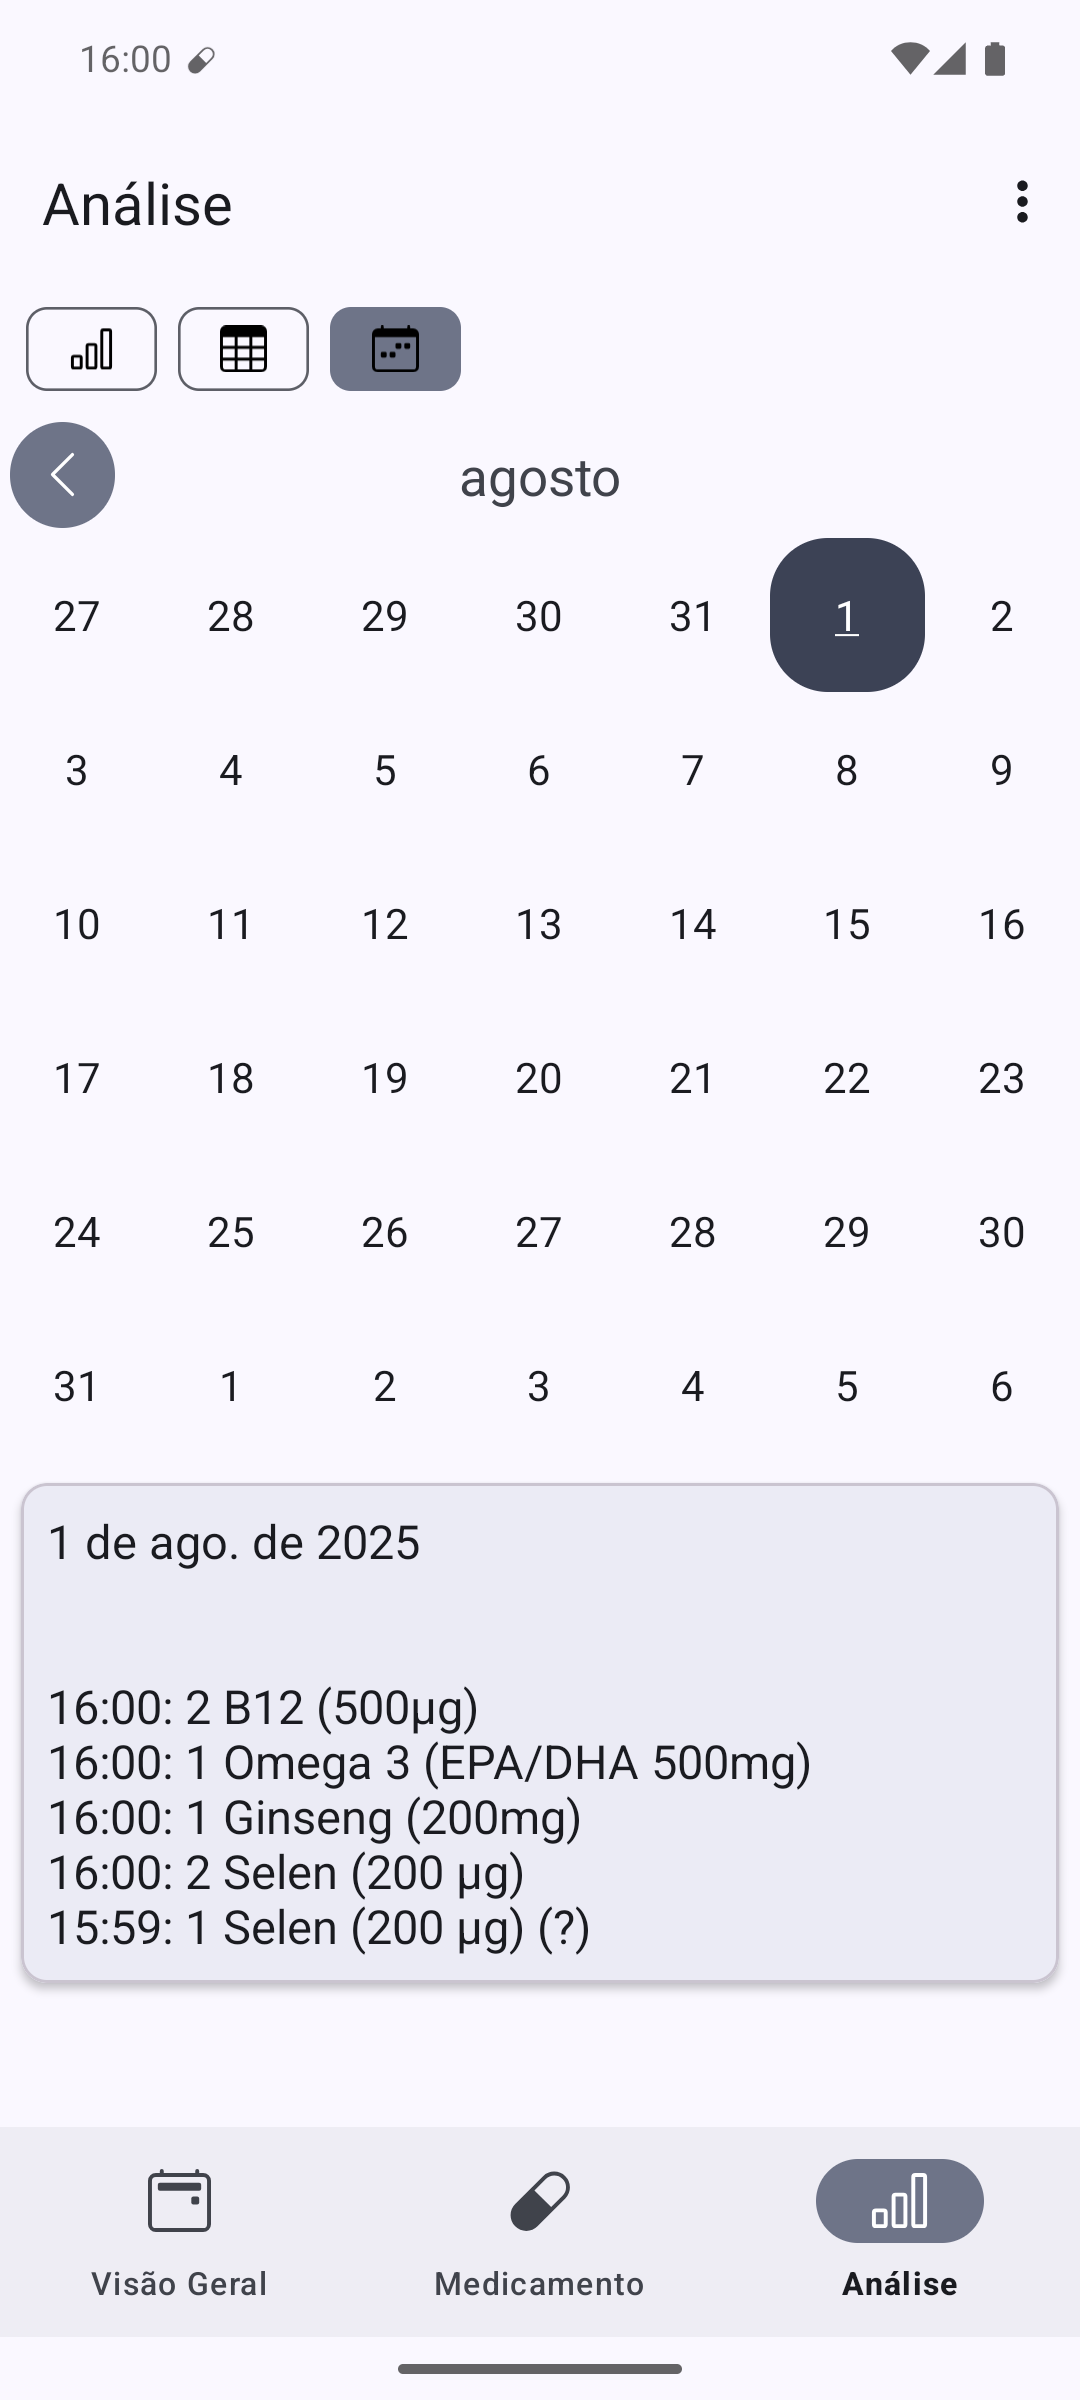 16:00
Análise
agosto
27 28 29 30 31 1 2
3 4 5 6 7 8 9
10 11 12 13 14 15 16
17 18 19 20 21 22 23
24 25 26 27 28 29 30
31 1 2 3 4 5 6
1 de ago. de 2025
16:00: 2 B12 (500µg)
16:00: 1 Omega 3 (EPA/DHA 500mg)
16:00: 1 Ginseng (200mg)
16:00: 2 Selen (200 µg)
15:59: 1 Selen (200 µg) (?)
Visão Geral Medicamento Análise